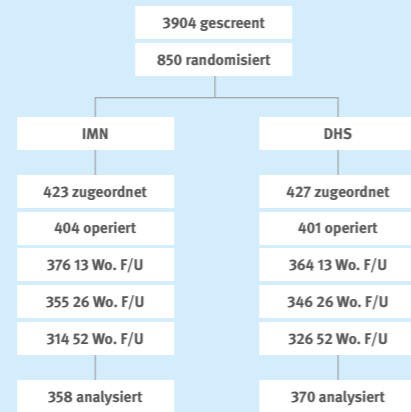 3904 gescreent
850 randomisiert
IMN
DHS
423 zugeordnet
427 zugeordnet
404 operiert
401 operiert
376 13 Wo. F/U
364 13 Wo. F/U
355 26 Wo. F/U
346 26 Wo. F/U
314 52 Wo. F/U
326 52 Wo. F/U
358 analysiert
370 analysiert